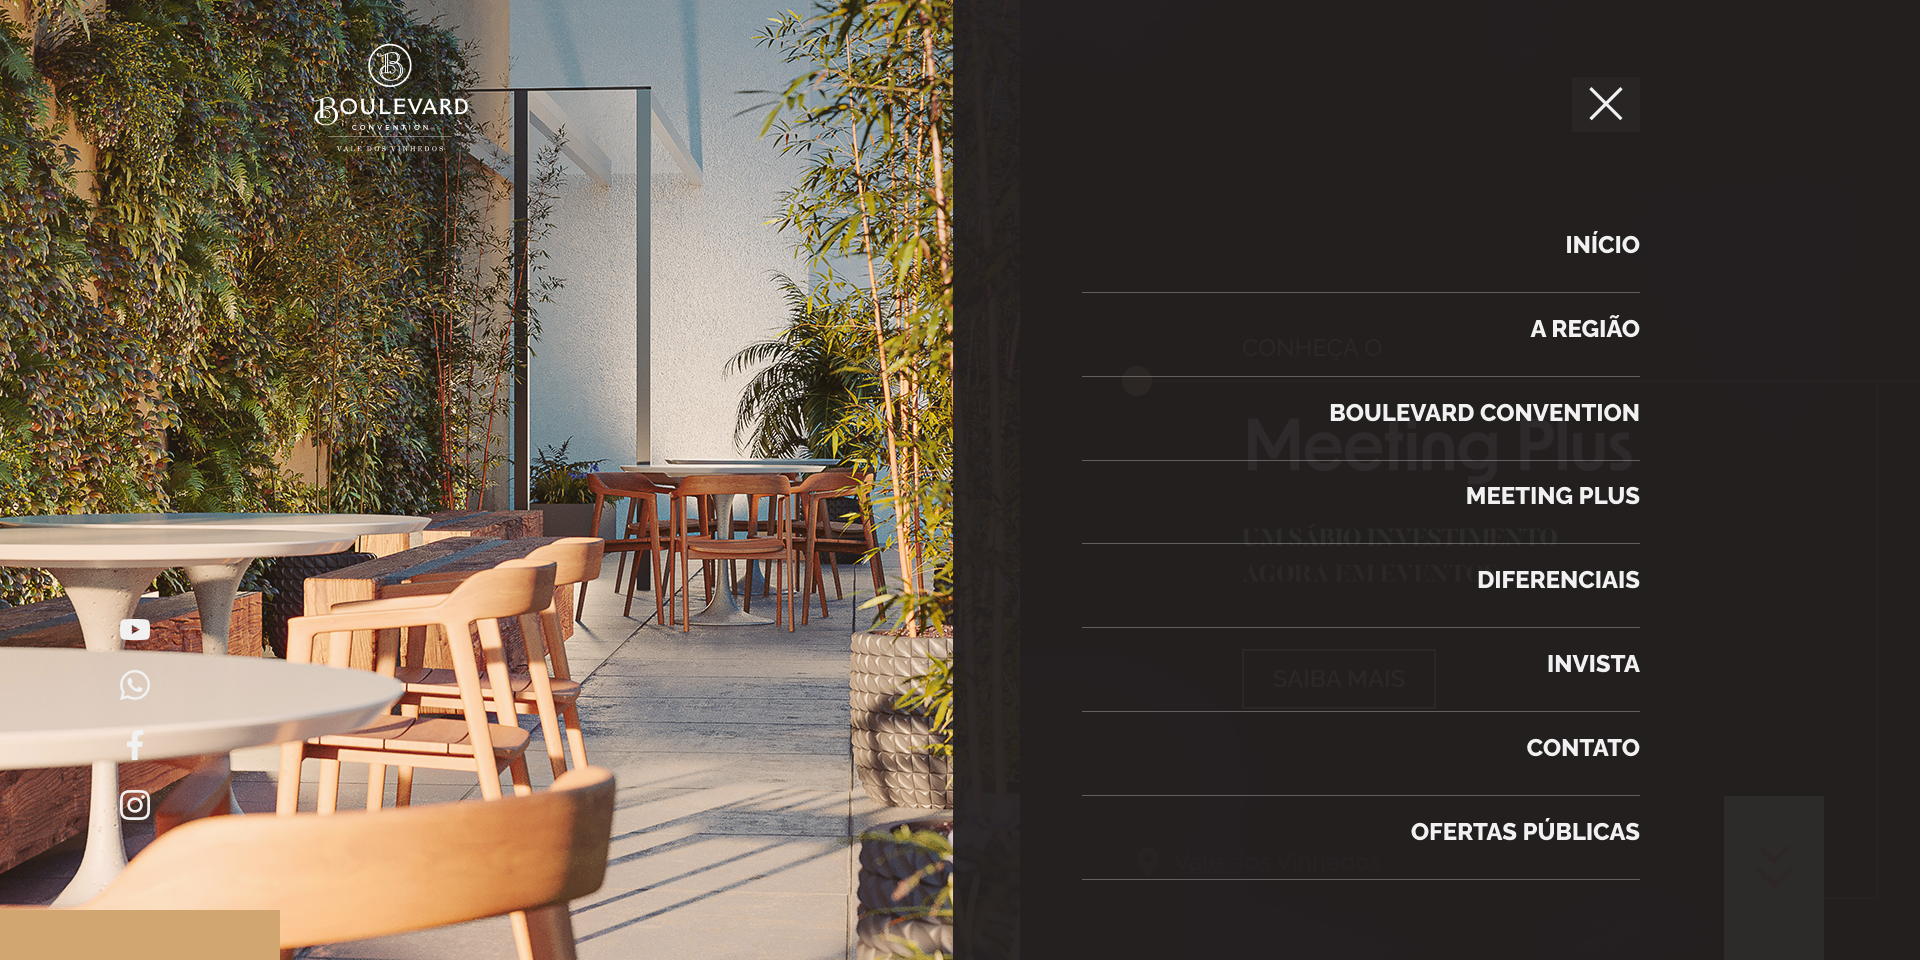 BOULEVARD
CONVENTION
VALE DOS VINHEDOS
INÍCIO
A REGIÃO
CONHEÇA O
BOULEVARD CONVENTION
Meeting Plus
MEETING PLUS
UM SÁBIO INVESTIMENTO
AGORA EM EVENTOS
DIFERENCIAIS
INVISTA
SAIBA MAIS
CONTATO
OFERTAS PÚBLICAS
Vale dos Vinhedos